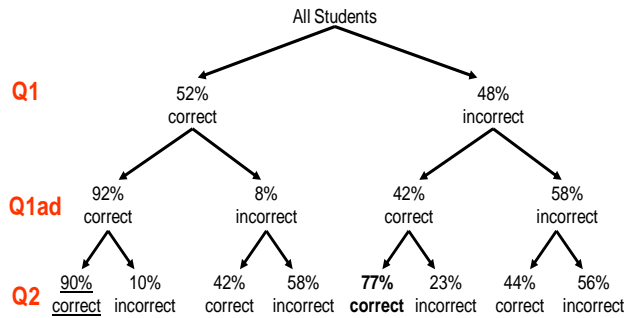 All Students
Q1
52% 48%
correct incorrect
Q1ad
92% 8% 42% 58%
correct incorrect correct incorrect
Q2
90% 10% 42% 58% 77% 23% 44% 56%
correct incorrect correct incorrect correct incorrect correct incorrect